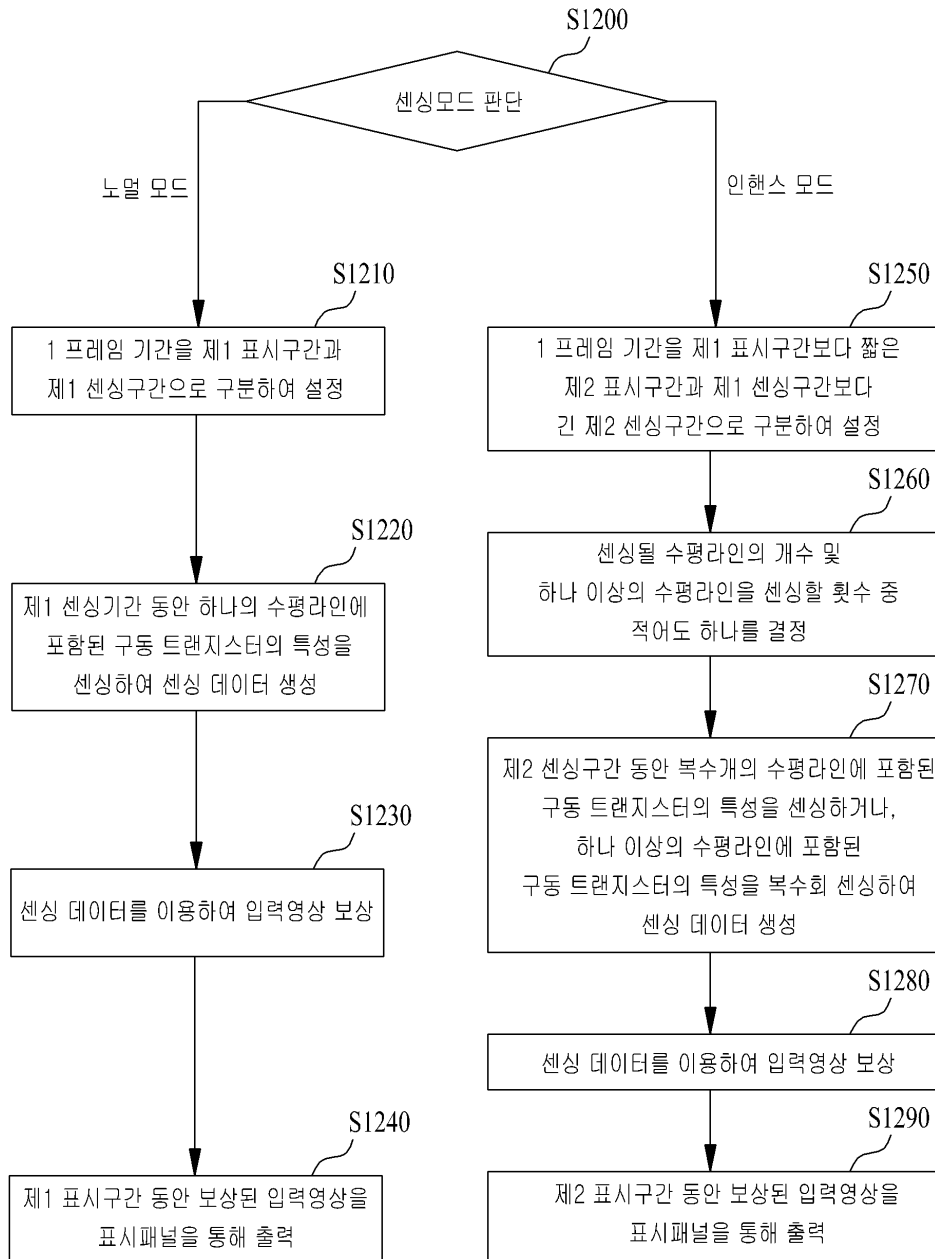 S1200
센싱모드 판단
노멀 모드
인핸스 모드
S1210
1 프레임 기간을 제1 표시구간과
제1 센싱구간으로 구분하여 설정
S1220
제1 센싱기간 동안 하나의 수평라인에
포함된 구동 트랜지스터의 특성을
센싱하여 센싱 데이터 생성
S1230
센싱 데이터를 이용하여 입력영상 보상
S1240
제1 표시구간 동안 보상된 입력영상을
표시패널을 통해 출력
S1250
1 프레임 기간을 제1 표시구간보다 짧은
제2 표시구간과 제1 센싱구간보다
긴 제2 센싱구간으로 구분하여 설정
S1260
센싱될 수평라인의 개수 및
하나 이상의 수평라인을 센싱할 횟수 중
적어도 하나를 결정
S1270
제2 센싱구간 동안 복수개의 수평라인에 포함된
구동 트랜지스터의 특성을 센싱하거나,
하나 이상의 수평라인에 포함된
구동 트랜지스터의 특성을 복수회 센싱하여
센싱 데이터 생성
S1280
센싱 데이터를 이용하여 입력영상 보상
S1290
제2 표시구간 동안 보상된 입력영상을
표시패널을 통해 출력